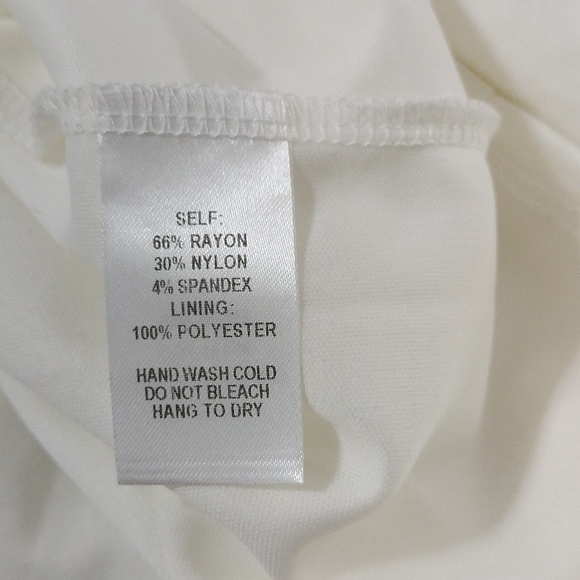 SELF:
66% RAYON
30% NYLON
4% SPANDEX
LINING:
100% POLYESTER
HAND WASH COLD
DO NOT BLEACH
HANG TO DRY